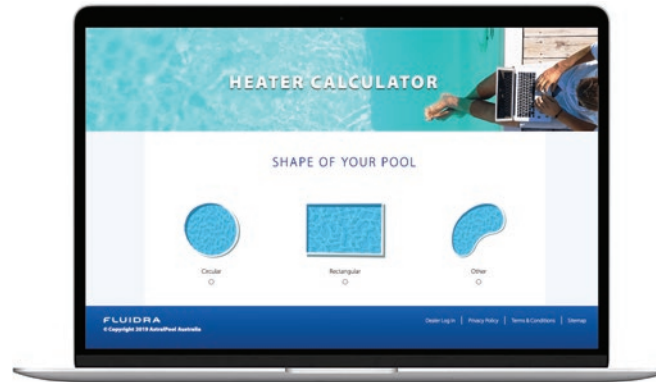 HEATER CALCULATOR
SHAPE OF YOUR POOL
Circular
Rectangular
Other
FLUIDRA
© Copyright 2019 AstralPool Australia
Dealer Log In | Privacy Policy | Terms & Conditions | Sitemap